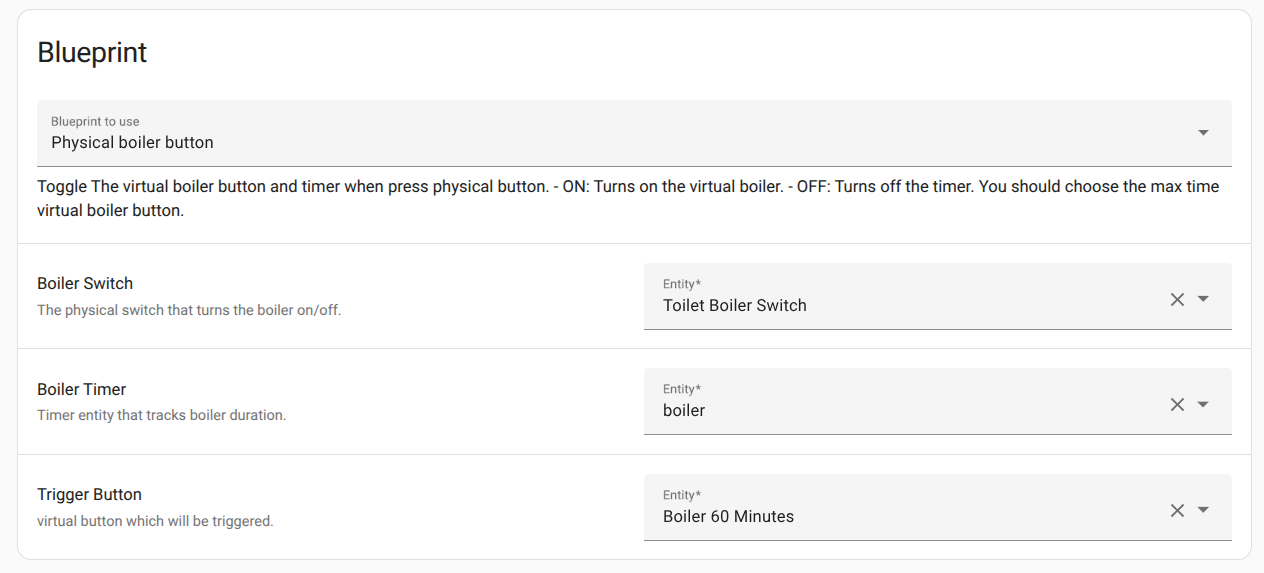 Blueprint
Blueprint to use
Physical boiler button
Toggle The virtual boiler button and timer when press physical button. - ON: Turns on the virtual boiler. - OFF: Turns off the timer. You should choose the max time
virtual boiler button.
Boiler Switch
The physical switch that turns the boiler on/off.
Entity*
Toilet Boiler Switch
Boiler Timer
Timer entity that tracks boiler duration.
Entity*
boiler
Trigger Button
virtual button which will be triggered.
Entity*
Boiler 60 Minutes